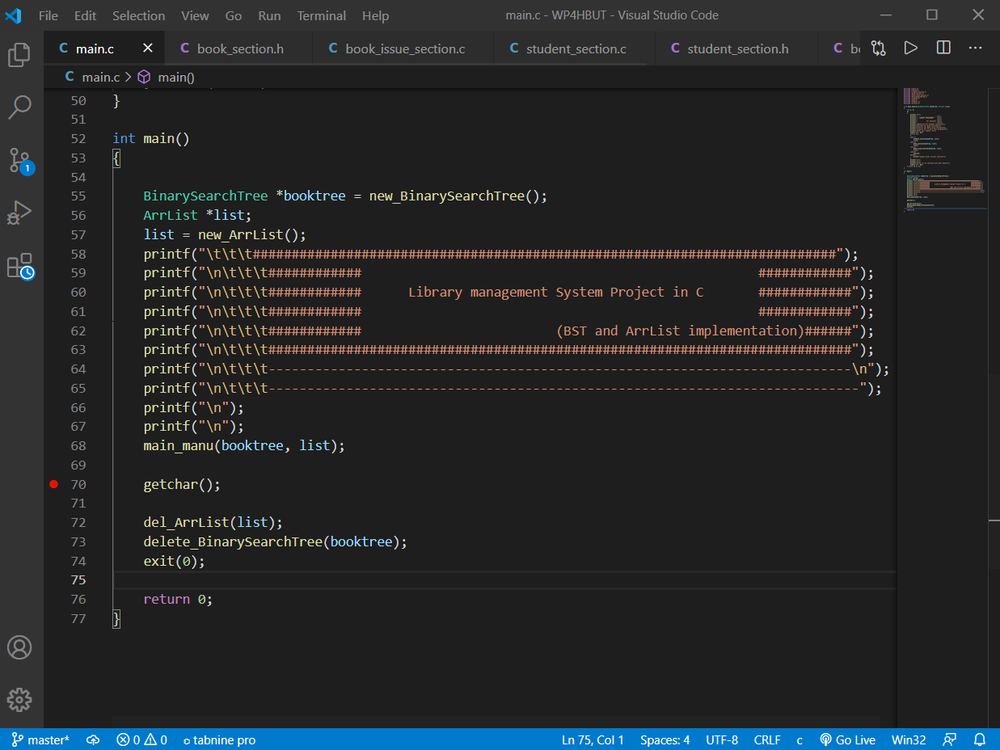 File Edit Selection View Go Run Terminal Help main.c - WP4HBUT - Visual Studio Code
C main.c × C book_section.h C book_issue_section.c C student_section.c C student_section.h C
C main.c > main()
50 }
51
52 int main()
53 {
54
55     BinarySearchTree *booktree = new_BinarySearchTree();
56     ArrList *list;
57     list = new_ArrList();
58     printf("\t\t\t###########################################################################");
59     printf("\n\t\t\t############                                                   ############");
60     printf("\n\t\t\t############      Library management System Project in C       ############");
61     printf("\n\t\t\t############                                                   ############");
62     printf("\n\t\t\t############                         (BST and ArrList implementation)######");
63     printf("\n\t\t\t###########################################################################");
64     printf("\n\t\t\t---------------------------------------------------------------------------\n");
65     printf("\n\t\t\t----------------------------------------------------------------------------");
66     printf("\n");
67     printf("\n");
68     main_manu(booktree, list);
69
70     getchar();
71
72     del_ArrList(list);
73     delete_BinarySearchTree(booktree);
74     exit(0);
75
76     return 0;
77 }
1
master* 0 0 tabnine pro Ln 75, Col 1 Spaces: 4 UTF-8 CRLF c Go Live Win32